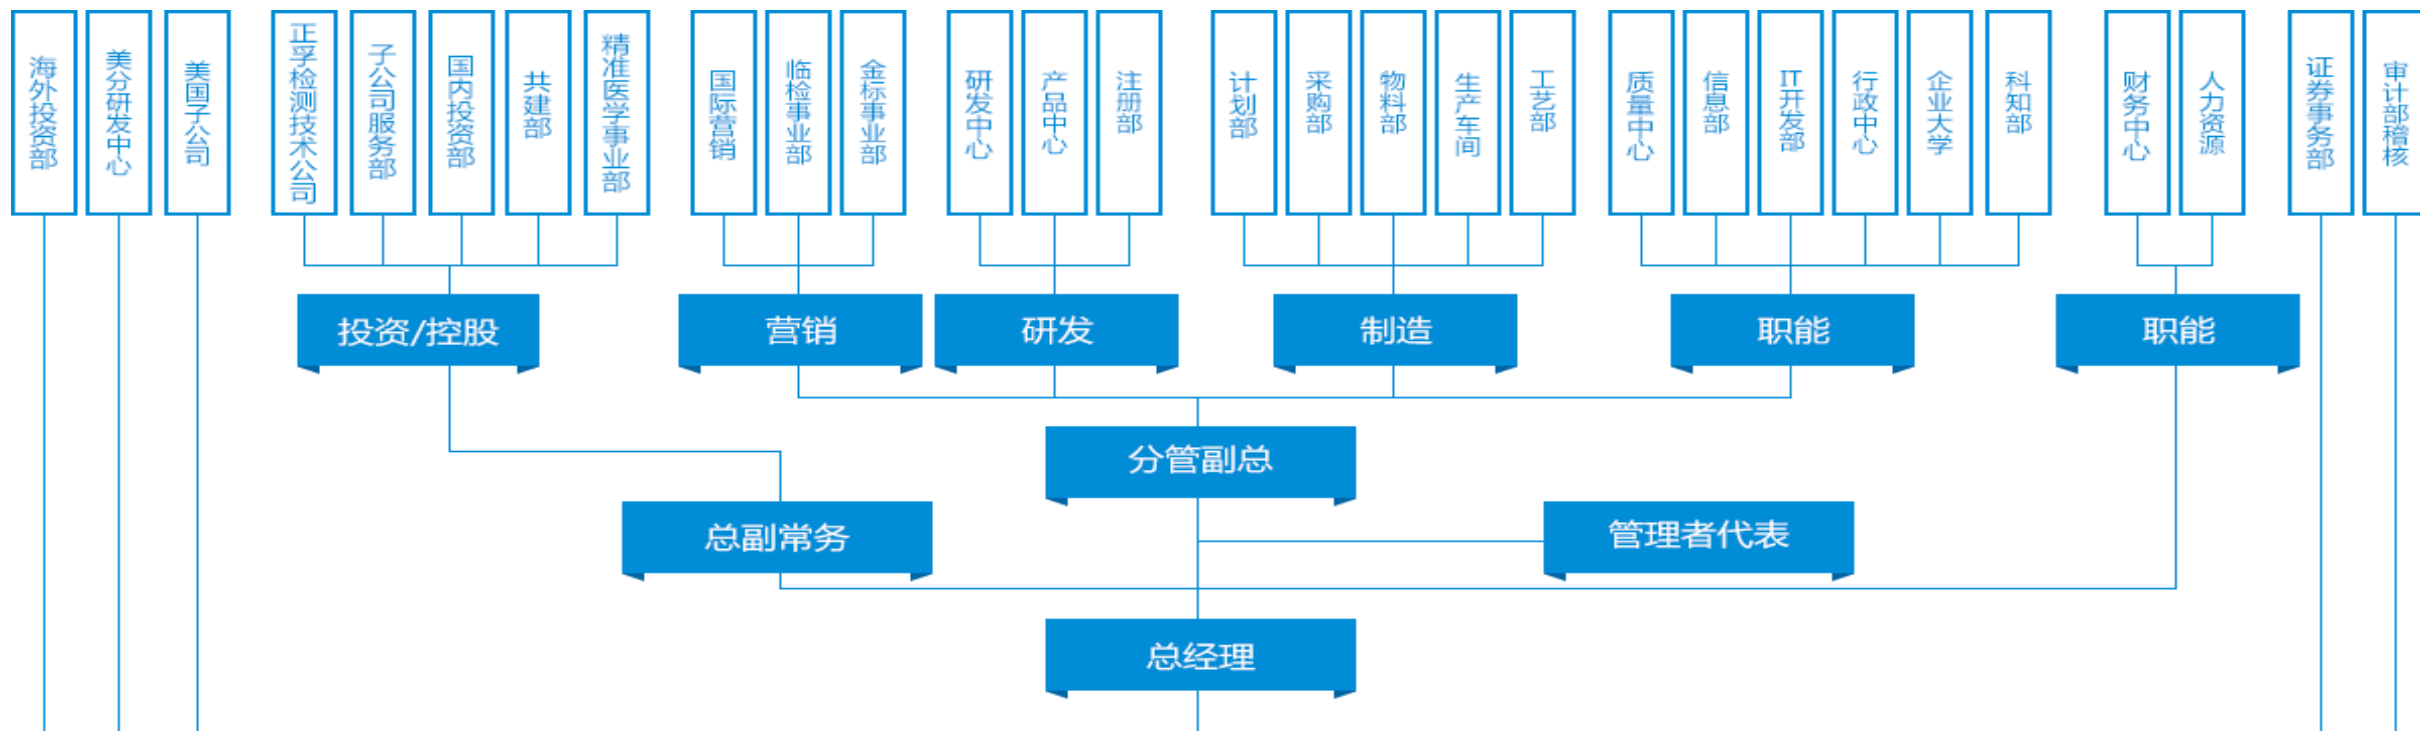 海外投资部
美分研发中心
美国子公司
正孚检测技术公司
子公司服务部
国内投资部
共建部
精准医学事业部
国际营销
临检事业部
金标事业部
研发中心
产品中心
注册部
计划部
采购部
物料部
生产车间
工艺部
质量中心
信息部
IT开发部
行政中心
企业大学
科知部
财务中心
人力资源
证券事务部
审计部稽核
投资/控股
营销
研发
制造
职能
职能
分管副总
总副常务
管理者代表
总经理